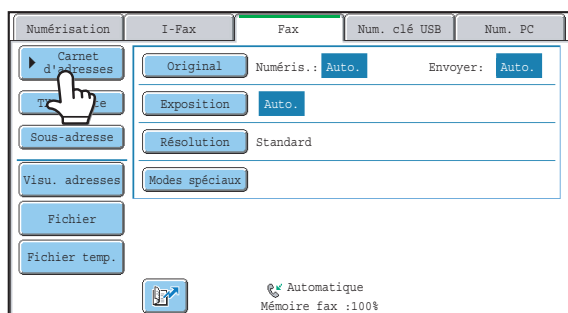 Numérisation I-Fax Fax Num. clé USB Num. PC
Carnet
d'adresses
Original Numéris.: Auto. Envoyer: Auto.
Exposition Auto.
Sous-adresse
Résolution Standard
Visu. adresses
Modes spéciaux
Fichier
Fichier temp.
Automatique
Mémoire fax :100%